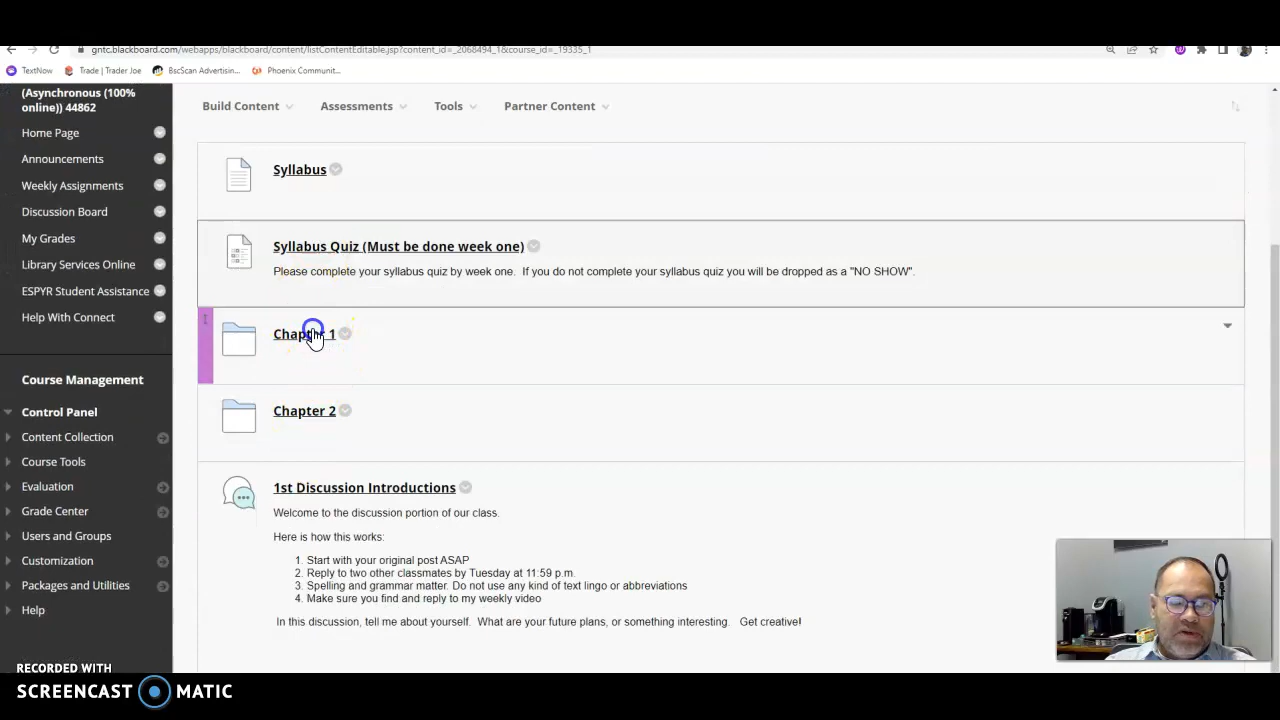 gntc.blackboard.com/webapps/blackboard/content/listContentEditable.jsp?content_id=_2068494_1&course_id=_19335_1
TextNow
Trade | Trader Joe
BscScan Advertisin...
Phoenix Communit...
(Asynchronous (100%
online)) 44862
Home Page
Announcements
Weekly Assignments
Discussion Board
My Grades
Library Services Online
ESPYR Student Assistance
Help With Connect
Course Management
Control Panel
Content Collection
Course Tools
Evaluation
Grade Center
Users and Groups
Customization
Packages and Utilities
Help
Build Content
Assessments
Tools
Partner Content
Syllabus
Syllabus Quiz (Must be done week one)
Please complete your syllabus quiz by week one. If you do not complete your syllabus quiz you will be dropped as a "NO SHOW".
Chapter 1
Chapter 2
1st Discussion Introductions
Welcome to the discussion portion of our class.
Here is how this works:
1. Start with your original post ASAP
2. Reply to two other classmates by Tuesday at 11:59 p.m.
3. Spelling and grammar matter. Do not use any kind of text lingo or abbreviations
4. Make sure you find and reply to my weekly video
In this discussion, tell me about yourself. What are your future plans, or something interesting. Get creative!
RECORDED WITH
SCREENCAST MATIC